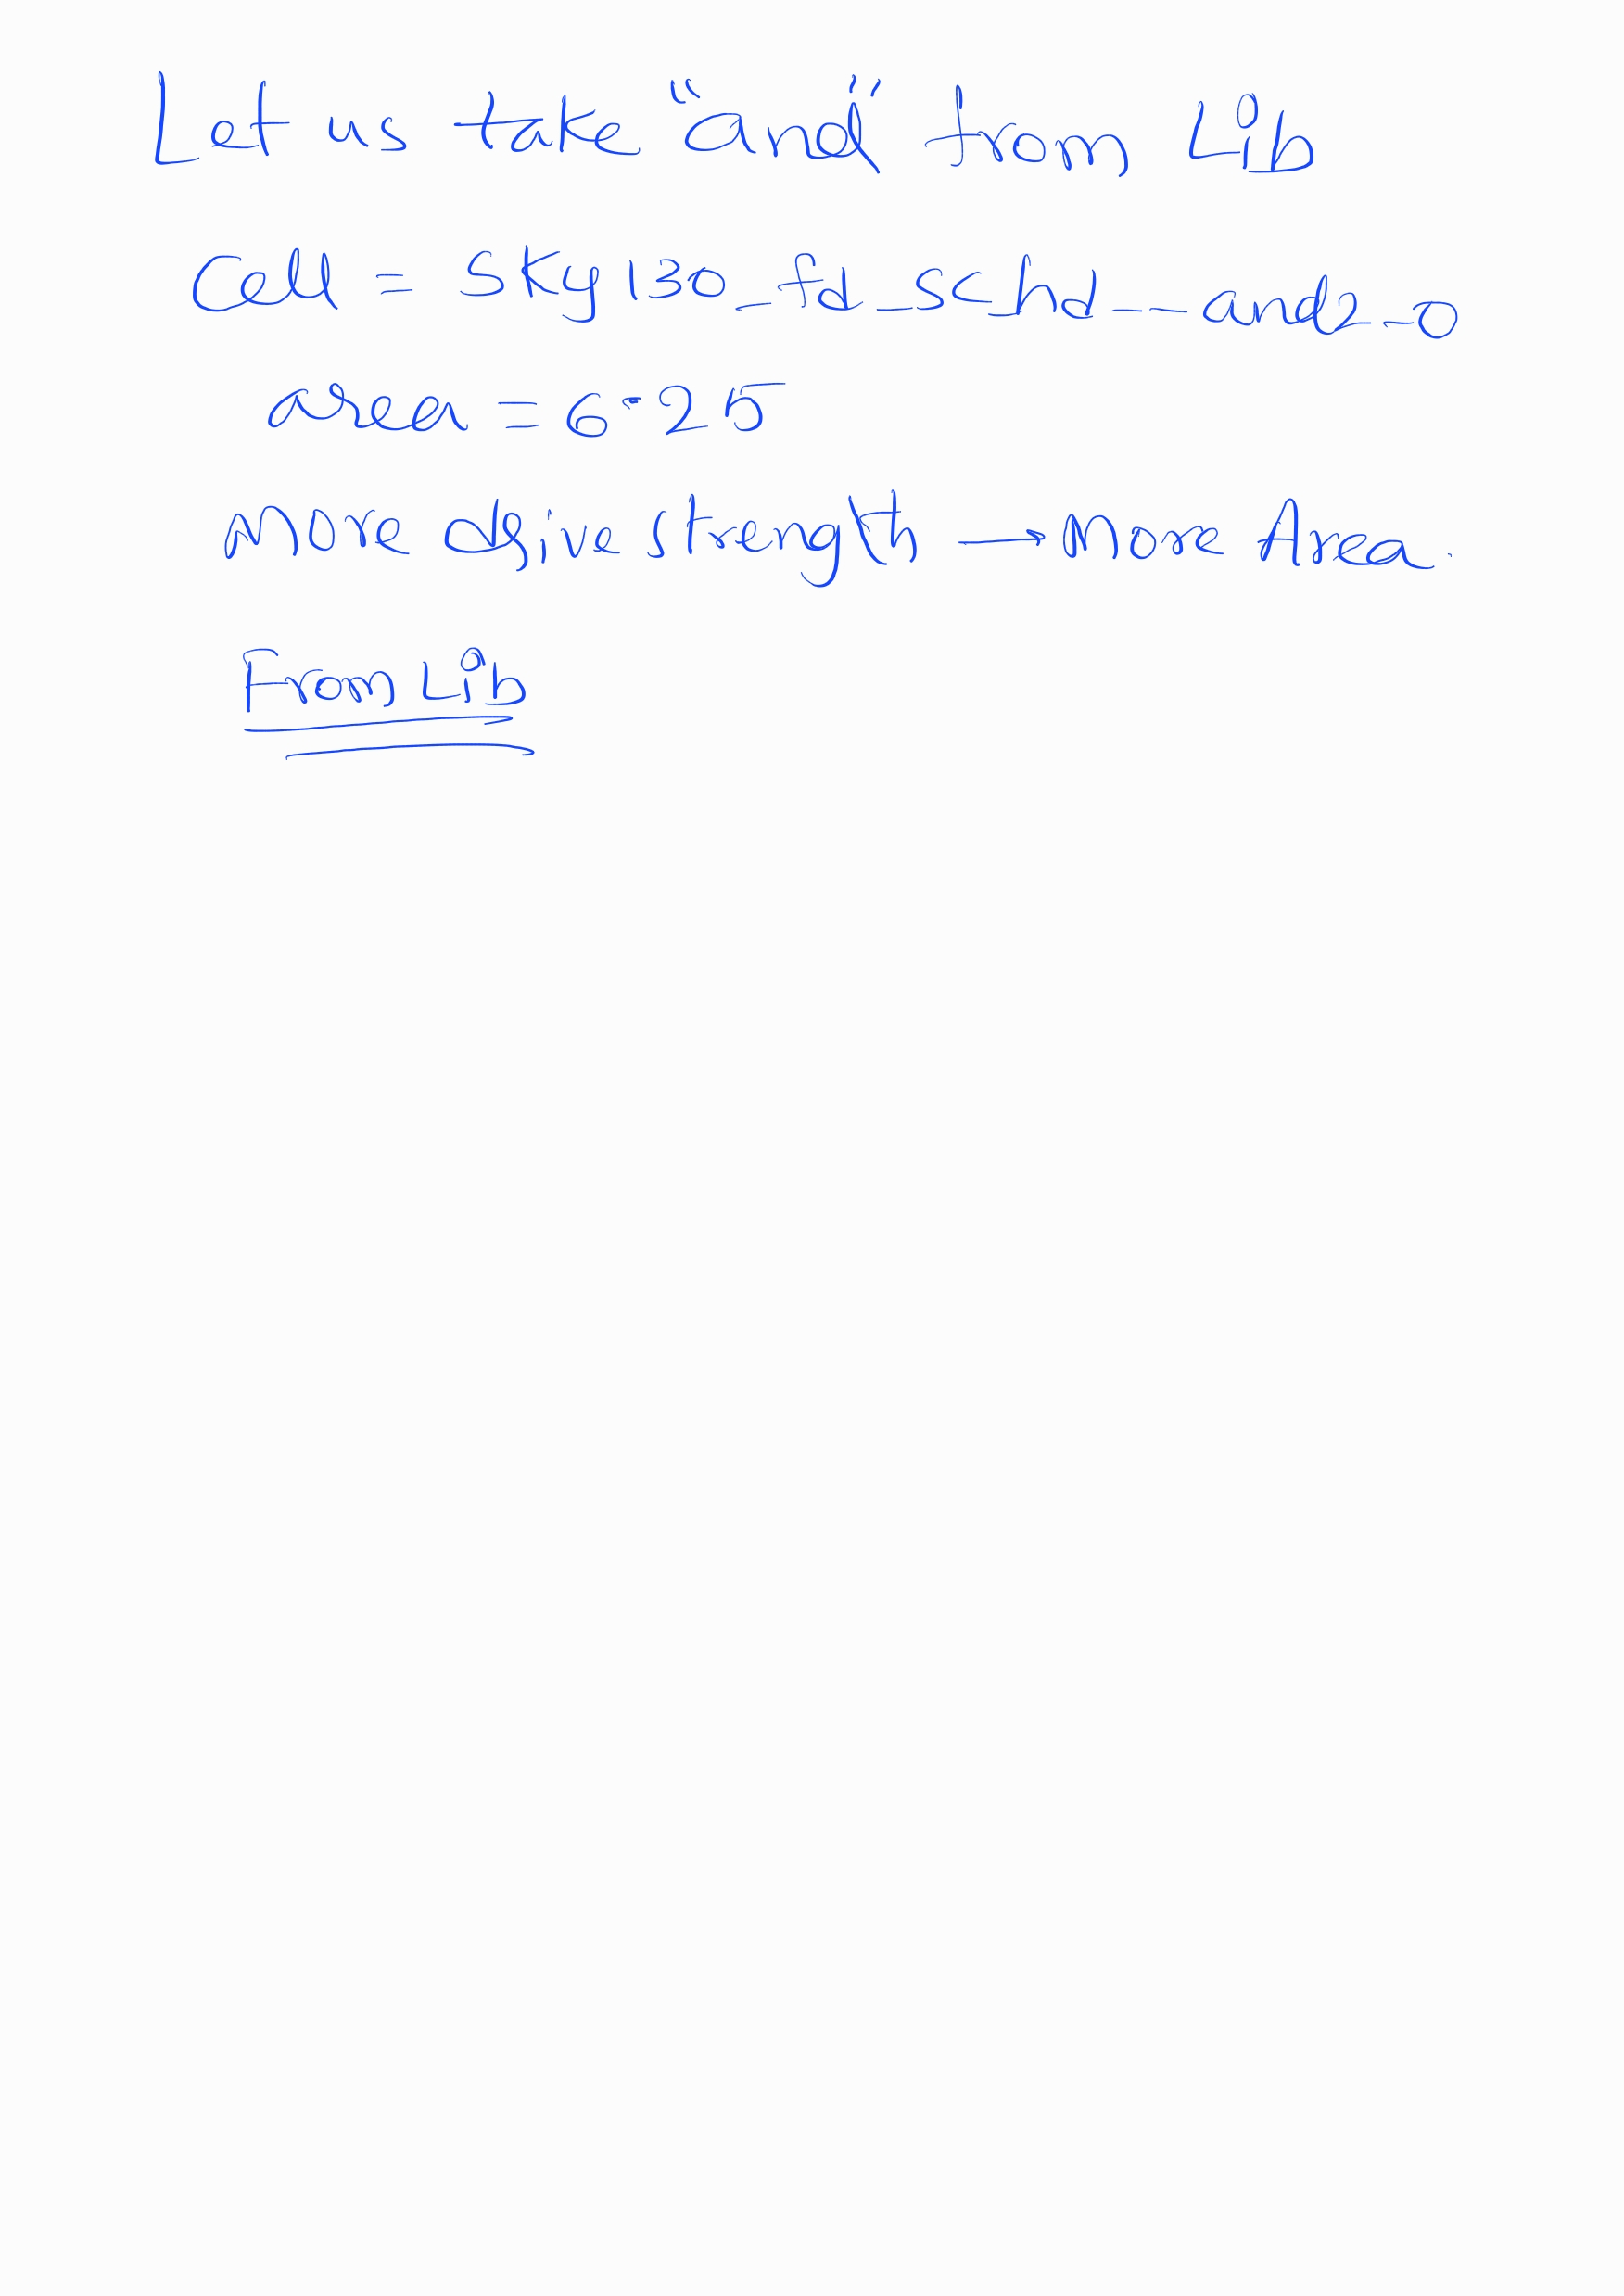 Let us take "and" from Lib
Cell = sky130_fd_sc_hd__and2_0
area = 6.25
More drive strength → More Area.
From Lib